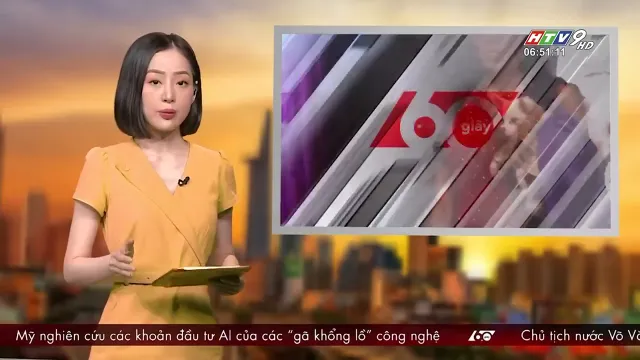 HTV9 HD
06:51:11
60 giây
Mỹ nghiên cứu các khoản đầu tư AI của các “gã khổng lồ” công nghệ 60 Chủ tịch nước Võ Vă